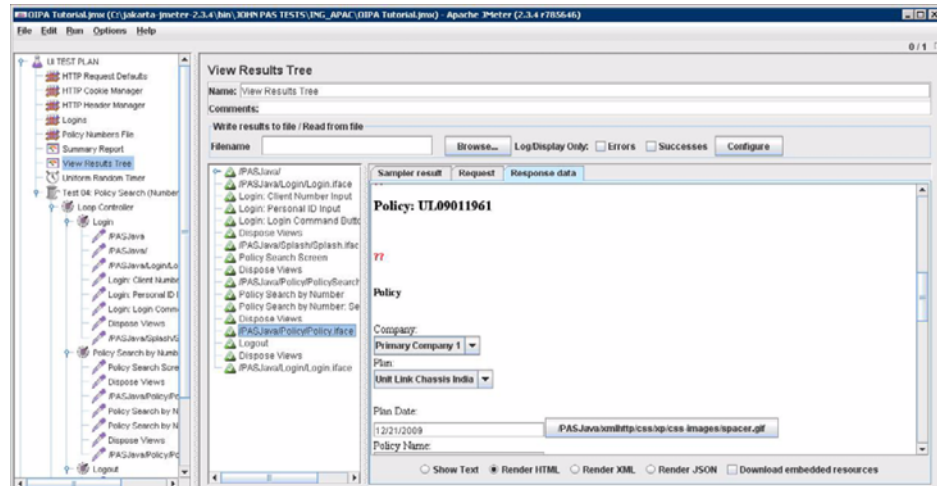 OIPA Tutorial.jmx (C:\jakarta-jmeter-2.3.4\bin\JOHN PAS TESTS\ING_APAC\OIPA Tutorial.jmx) - Apache JMeter (2.3.4 r785646)
File Edit Run Options Help
0 / 1
UI TEST PLAN
HTTP Request Defaults
HTTP Cookie Manager
HTTP Header Manager
Logins
Policy Numbers File
Summary Report
View Results Tree
Uniform Random Timer
Test 04: Policy Search (Number
Loop Controller
Login
/PASJava
/PASJava/
/PASJava/Login/Lo
Login: Client Numbe
Login: Personal ID I
Login: Login Comm
Dispose Views
/PASJava/Splash/S
Policy Search by Numb
Policy Search Scre
Dispose Views
/PASJava/Policy/Po
Policy Search by N
Policy Search by N
Dispose Views
/PASJava/Policy/Po
Logout
View Results Tree
Name: View Results Tree
Comments:
Write results to file / Read from file
Filename Browse... Log/Display Only: Errors Successes Configure
/PASJava/
/PASJava/Login/Login.iface
Login: Client Number Input
Login: Personal ID Input
Login: Login Command Butto
Dispose Views
/PASJava/Splash/Splash.ifac
Policy Search Screen
Dispose Views
/PASJava/Policy/PolicySearch
Policy Search by Number
Policy Search by Number: Se
Dispose Views
/PASJava/Policy/Policy.iface
Logout
Dispose Views
/PASJava/Login/Login.iface
Sampler result Request Response data
Policy: UL09011961
??
Policy
Company:
Primary Company 1
Plan:
Unit Link Chassis India
Plan Date:
12/21/2009 /PASJava/xmlhttp/css/xp/css-images/spacer.gif
Policy Name:
Show Text Render HTML Render XML Render JSON Download embedded resources